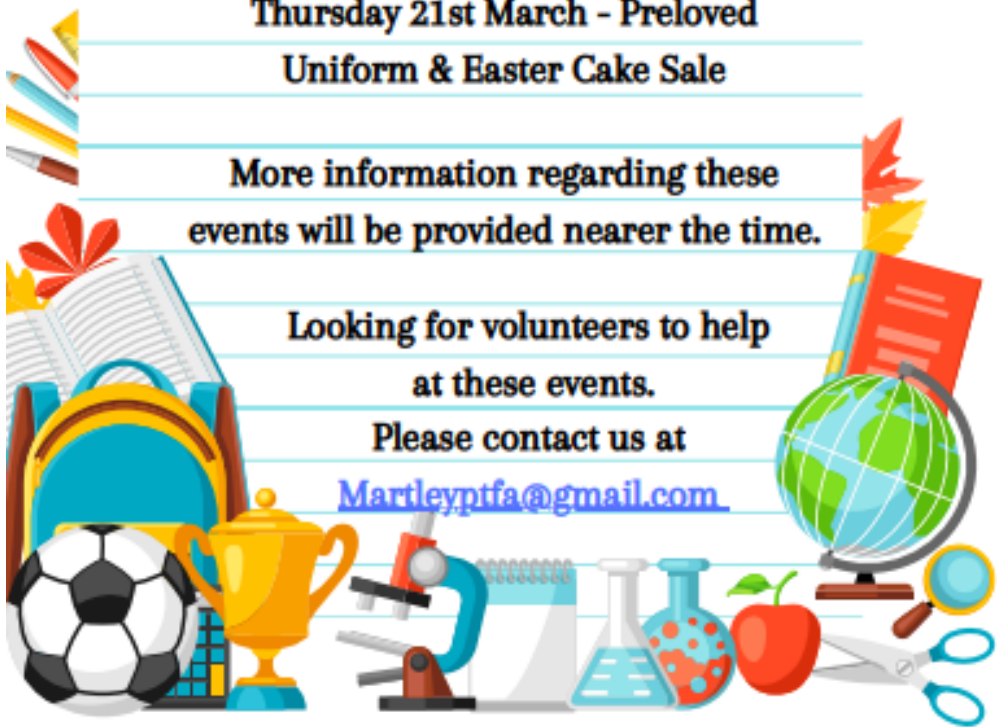 Thursday 21st March - Preloved
Uniform & Easter Cake Sale
More information regarding these
events will be provided nearer the time.
Looking for volunteers to help
at these events.
Please contact us at
Martleyptfa@gmail.com